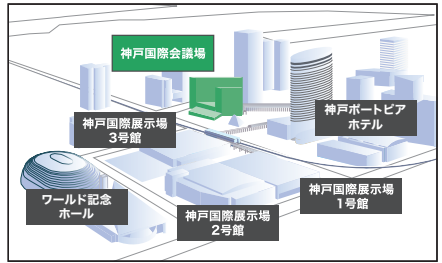 神戸国際会議場
神戸国際展示場
3号館
神戸ポートピア
ホテル
ワールド記念
ホール
神戸国際展示場
2号館
神戸国際展示場
1号館